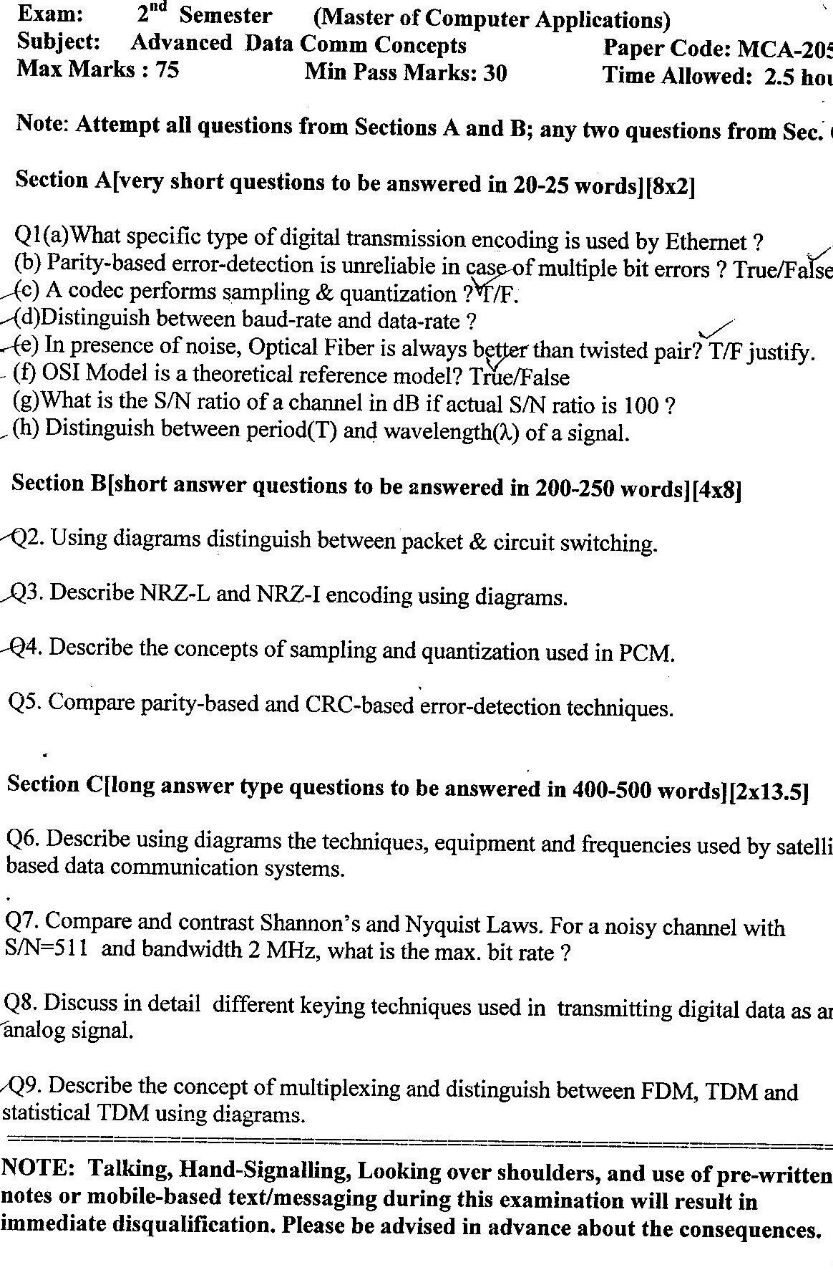 Exam: 2nd Semester (Master of Computer Applications)
Subject: Advanced Data Comm Concepts Paper Code: MCA-205
Max Marks : 75 Min Pass Marks: 30 Time Allowed: 2.5 hou
Note: Attempt all questions from Sections A and B; any two questions from Sec.
Section A[very short questions to be answered in 20-25 words][8x2]
Q1(a)What specific type of digital transmission encoding is used by Ethernet ?
(b) Parity-based error-detection is unreliable in case of multiple bit errors ? True/False
(c) A codec performs sampling & quantization ? T/F.
(d)Distinguish between baud-rate and data-rate ?
(e) In presence of noise, Optical Fiber is always better than twisted pair? T/F justify.
(f) OSI Model is a theoretical reference model? True/False
(g)What is the S/N ratio of a channel in dB if actual S/N ratio is 100 ?
(h) Distinguish between period(T) and wavelength(λ) of a signal.
Section B[short answer questions to be answered in 200-250 words][4x8]
Q2. Using diagrams distinguish between packet & circuit switching.
Q3. Describe NRZ-L and NRZ-I encoding using diagrams.
Q4. Describe the concepts of sampling and quantization used in PCM.
Q5. Compare parity-based and CRC-based error-detection techniques.
Section C[long answer type questions to be answered in 400-500 words][2x13.5]
Q6. Describe using diagrams the techniques, equipment and frequencies used by satelli
based data communication systems.
Q7. Compare and contrast Shannon's and Nyquist Laws. For a noisy channel with
S/N=511 and bandwidth 2 MHz, what is the max. bit rate ?
Q8. Discuss in detail different keying techniques used in transmitting digital data as an
analog signal.
Q9. Describe the concept of multiplexing and distinguish between FDM, TDM and
statistical TDM using diagrams.
NOTE: Talking, Hand-Signalling, Looking over shoulders, and use of pre-written
notes or mobile-based text/messaging during this examination will result in
immediate disqualification. Please be advised in advance about the consequences.